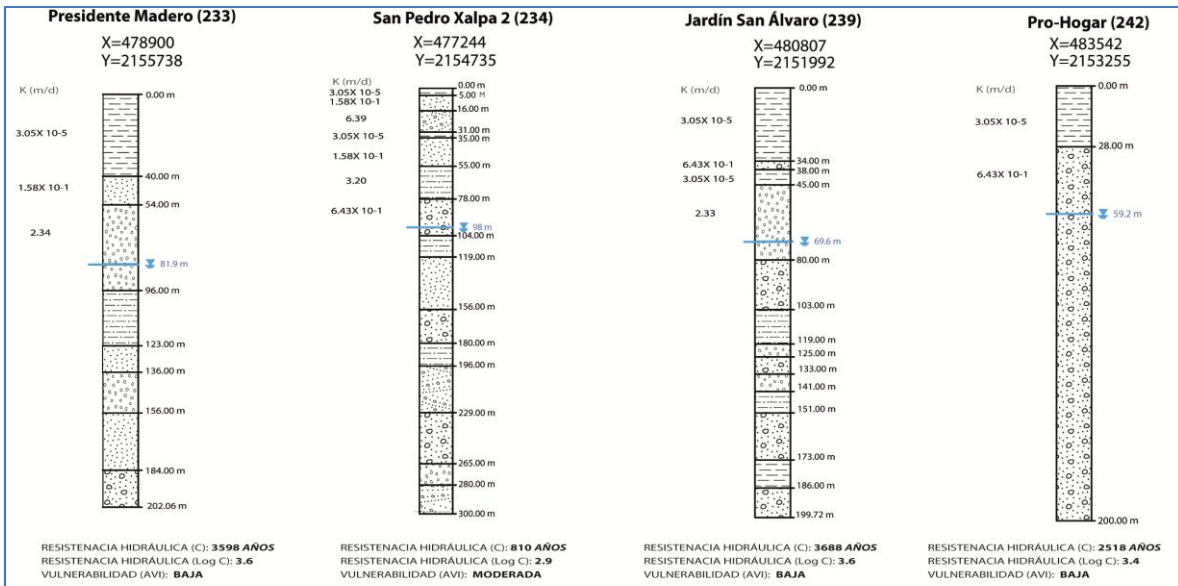 Presidente Madero (233)
X=478900
Y=2155738
K (m/d)
0.00 m
3.05X 10-5
40.00 m
1.58X 10-1
54.00 m
2.34
81.9 m
96.00 m
123.00 m
136.00 m
156.00 m
184.00 m
202.06 m
RESISTENACIA HIDRÁULICA (C): 3598 AÑOS
RESISTENACIA HIDRÁULICA (Log C): 3.6
VULNERABILIDAD (AVI): BAJA
San Pedro Xalpa 2 (234)
X=477244
Y=2154735
K (m/d)
0.00 m
3.05X 10-5
5.00 M
1.58X 10-1
16.00 m
6.39
31.00 m
3.05X 10-5
35.00 m
1.58X 10-1
55.00 m
3.20
78.00 m
6.43X 10-1
98 m
104.00 m
119.00 m
156.00 m
180.00 m
196.00 m
229.00 m
265.00 m
280.00 m
300.00 m
RESISTENACIA HIDRÁULICA (C): 810 AÑOS
RESISTENACIA HIDRÁULICA (Log C): 2.9
VULNERABILIDAD (AVI): MODERADA
Jardín San Álvaro (239)
X=480807
Y=2151992
K (m/d)
0.00 m
3.05X 10-5
34.00 m
6.43X 10-1
38.00 m
3.05X 10-5
45.00 m
2.33
69.6 m
80.00 m
103.00 m
119.00 m
125.00 m
133.00 m
141.00 m
151.00 m
173.00 m
186.00 m
199.72 m
RESISTENACIA HIDRÁULICA (C): 3688 AÑOS
RESISTENACIA HIDRÁULICA (Log C): 3.6
VULNERABILIDAD (AVI): BAJA
Pro-Hogar (242)
X=483542
Y=2153255
K (m/d)
0.00 m
3.05X 10-5
28.00 m
6.43X 10-1
59.2 m
200.00 m
RESISTENACIA HIDRÁULICA (C): 2518 AÑOS
RESISTENACIA HIDRÁULICA (Log C): 3.4
VULNERABILIDAD (AVI): BAJA